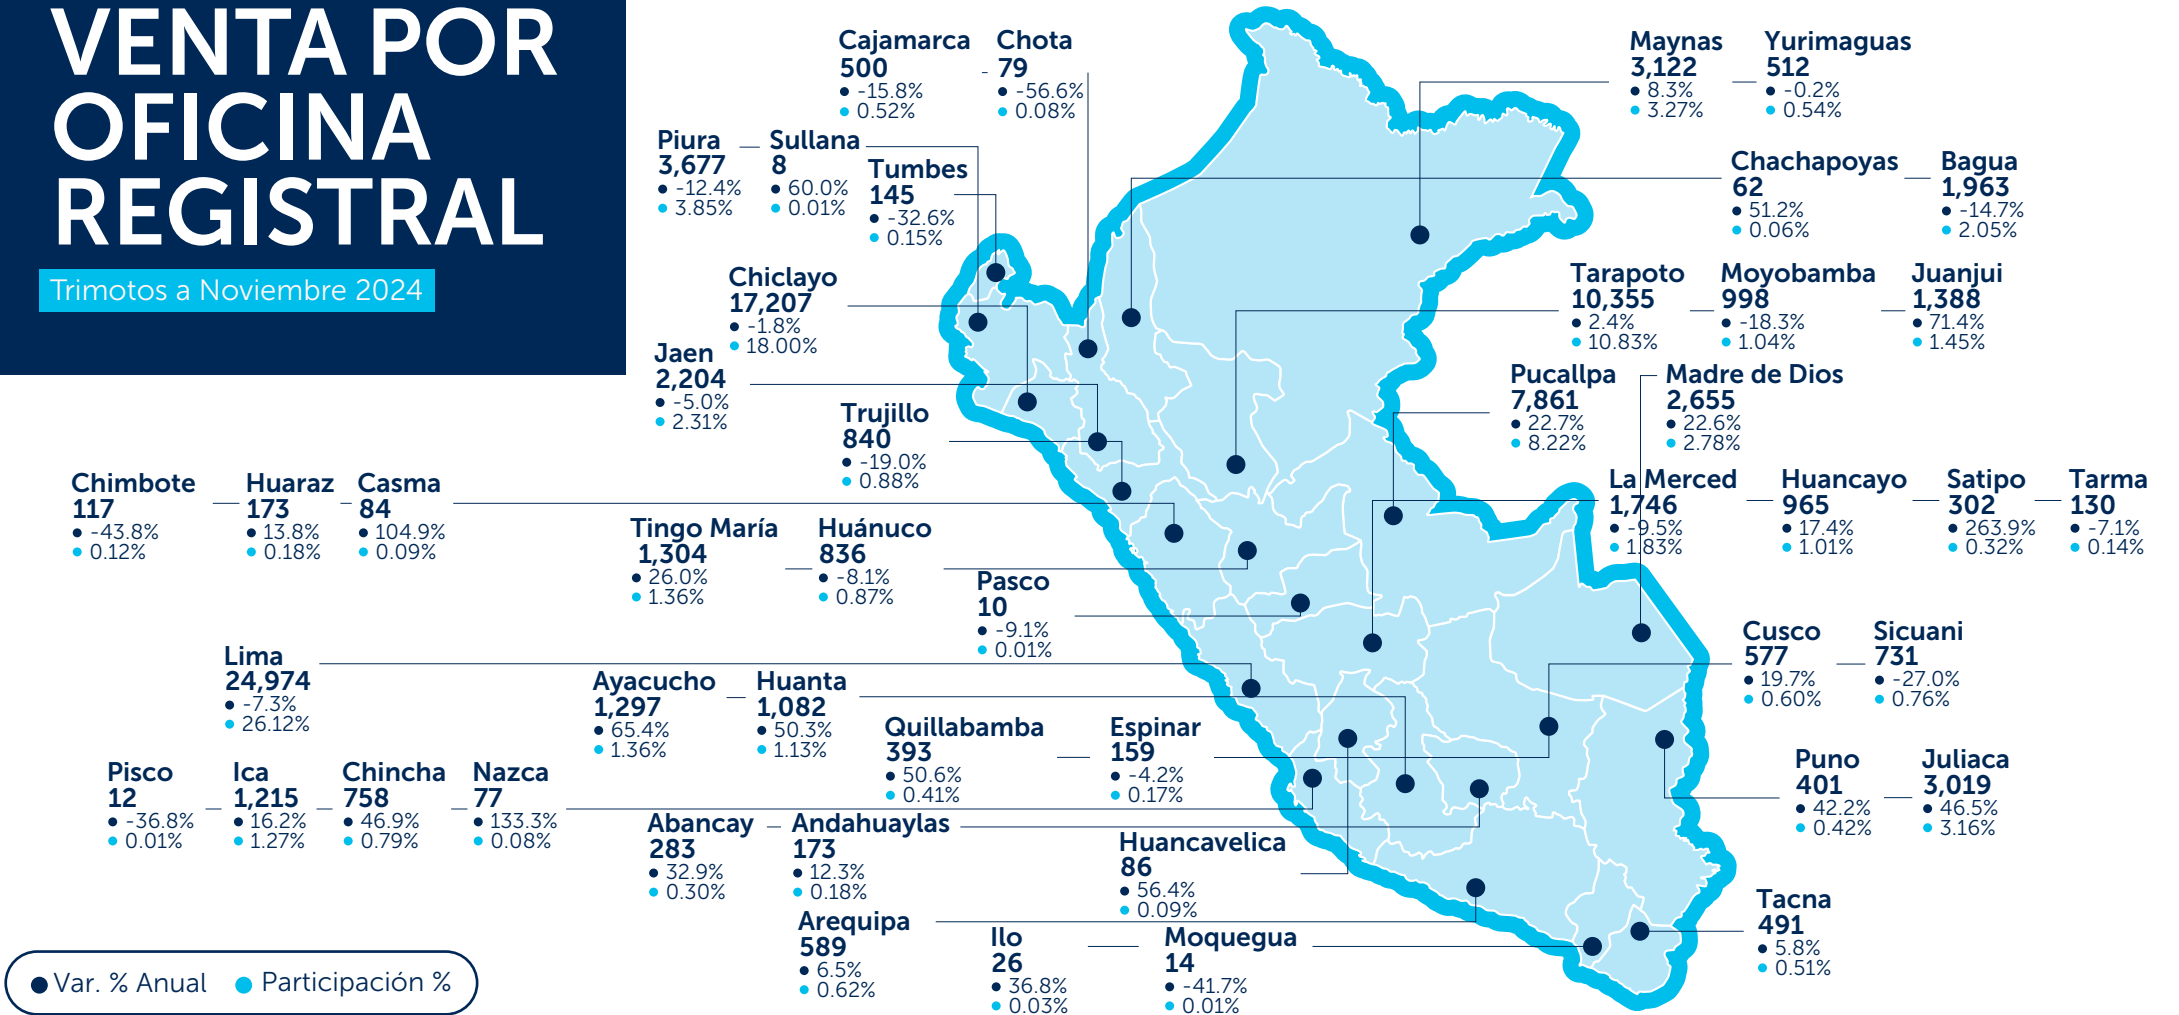 VENTA POR
OFICINA
REGISTRAL
Trimotos a Noviembre 2024
Cajamarca
500
-15.8%
0.52%
Chota
79
-56.6%
0.08%
Maynas
3,122
8.3%
3.27%
Yurimaguas
512
-0.2%
0.54%
Piura
3,677
-12.4%
3.85%
Sullana
8
60.0%
0.01%
Tumbes
145
-32.6%
0.15%
Chachapoyas
62
51.2%
0.06%
Bagua
1,963
-14.7%
2.05%
Chiclayo
17,207
-1.8%
18.00%
Tarapoto
10,355
2.4%
10.83%
Moyobamba
998
-18.3%
1.04%
Juanjui
1,388
71.4%
1.45%
Jaen
2,204
-5.0%
2.31%
Pucallpa
7,861
22.7%
8.22%
Madre de Dios
2,655
22.6%
2.78%
Trujillo
840
-19.0%
0.88%
Chimbote
117
-43.8%
0.12%
Huaraz
173
13.8%
0.18%
Casma
84
104.9%
0.09%
La Merced
1,746
-9.5%
1.83%
Huancayo
965
17.4%
1.01%
Satipo
302
263.9%
0.32%
Tarma
130
-7.1%
0.14%
Tingo María
1,304
26.0%
1.36%
Huánuco
836
-8.1%
0.87%
Pasco
10
-9.1%
0.01%
Cusco
577
19.7%
0.60%
Sicuani
731
-27.0%
0.76%
Lima
24,974
-7.3%
26.12%
Ayacucho
1,297
65.4%
1.36%
Huanta
1,082
50.3%
1.13%
Quillabamba
393
50.6%
0.41%
Espinar
159
-4.2%
0.17%
Puno
401
42.2%
0.42%
Juliaca
3,019
46.5%
3.16%
Pisco
12
-36.8%
0.01%
Ica
1,215
16.2%
1.27%
Chincha
758
46.9%
0.79%
Nazca
77
133.3%
0.08%
Abancay
283
32.9%
0.30%
Andahuaylas
173
12.3%
0.18%
Huancavelica
86
56.4%
0.09%
Tacna
491
5.8%
0.51%
Arequipa
589
6.5%
0.62%
Ilo
26
36.8%
0.03%
Moquegua
14
-41.7%
0.01%
Var. % Anual
Participación %